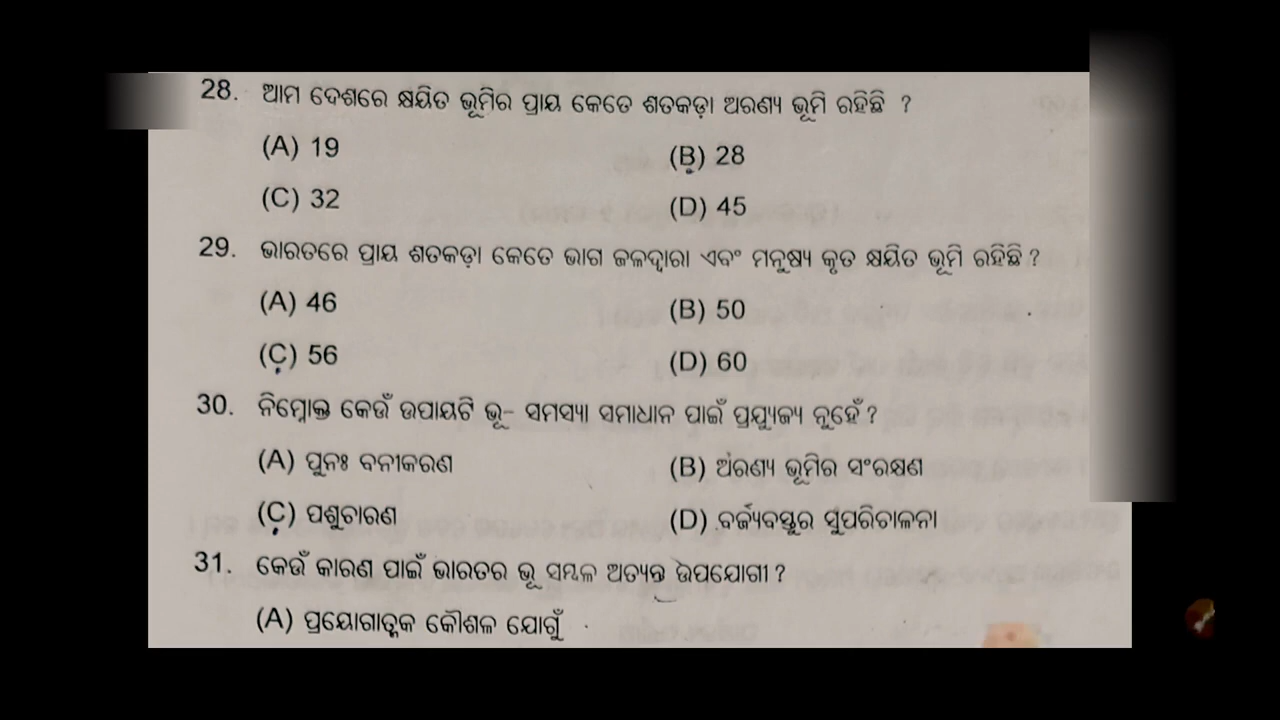 28. ଆମ ଦେଶରେ କ୍ଷୟିତ ଭୂମିର ପ୍ରାୟ କେତେ ଶତକଡ଼ା ଅରଣ୍ୟ ଭୂମି ରହିଛି ?
(A) 19 (B) 28
(C) 32 (D) 45
29. ଭାରତରେ ପ୍ରାୟ ଶତକଡ଼ା କେତେ ଭାଗ ଜଳଦ୍ୱାରା ଏବଂ ମନୁଷ୍ୟ କୃତ କ୍ଷୟିତ ଭୂମି ରହିଛି ?
(A) 46 (B) 50
(C) 56 (D) 60
30. ନିମ୍ନୋକ୍ତ କେଉଁ ଉପାୟଟି ଭୂ- ସମସ୍ୟା ସମାଧାନ ପାଇଁ ପ୍ରଯୁଜ୍ୟ ନୁହେଁ ?
(A) ପୁନଃ ବନୀକରଣ (B) ଅରଣ୍ୟ ଭୂମିର ସଂରକ୍ଷଣ
(C) ପଶୁଚାରଣ (D) ବର୍ଜ୍ୟବସ୍ତୁର ସୁପରିଚାଳନା
31. କେଉଁ କାରଣ ପାଇଁ ଭାରତର ଭୂ ସମ୍ବଳ ଅତ୍ୟନ୍ତ ଉପଯୋଗୀ ?
(A) ପ୍ରୟୋଗାତ୍ମକ କୌଶଳ ଯୋଗୁଁ